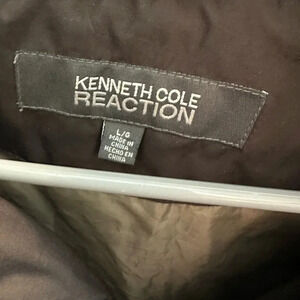 KENNETH COLE
REACTION
L/G
MADE IN
CHINA
HECHO EN
CHINA